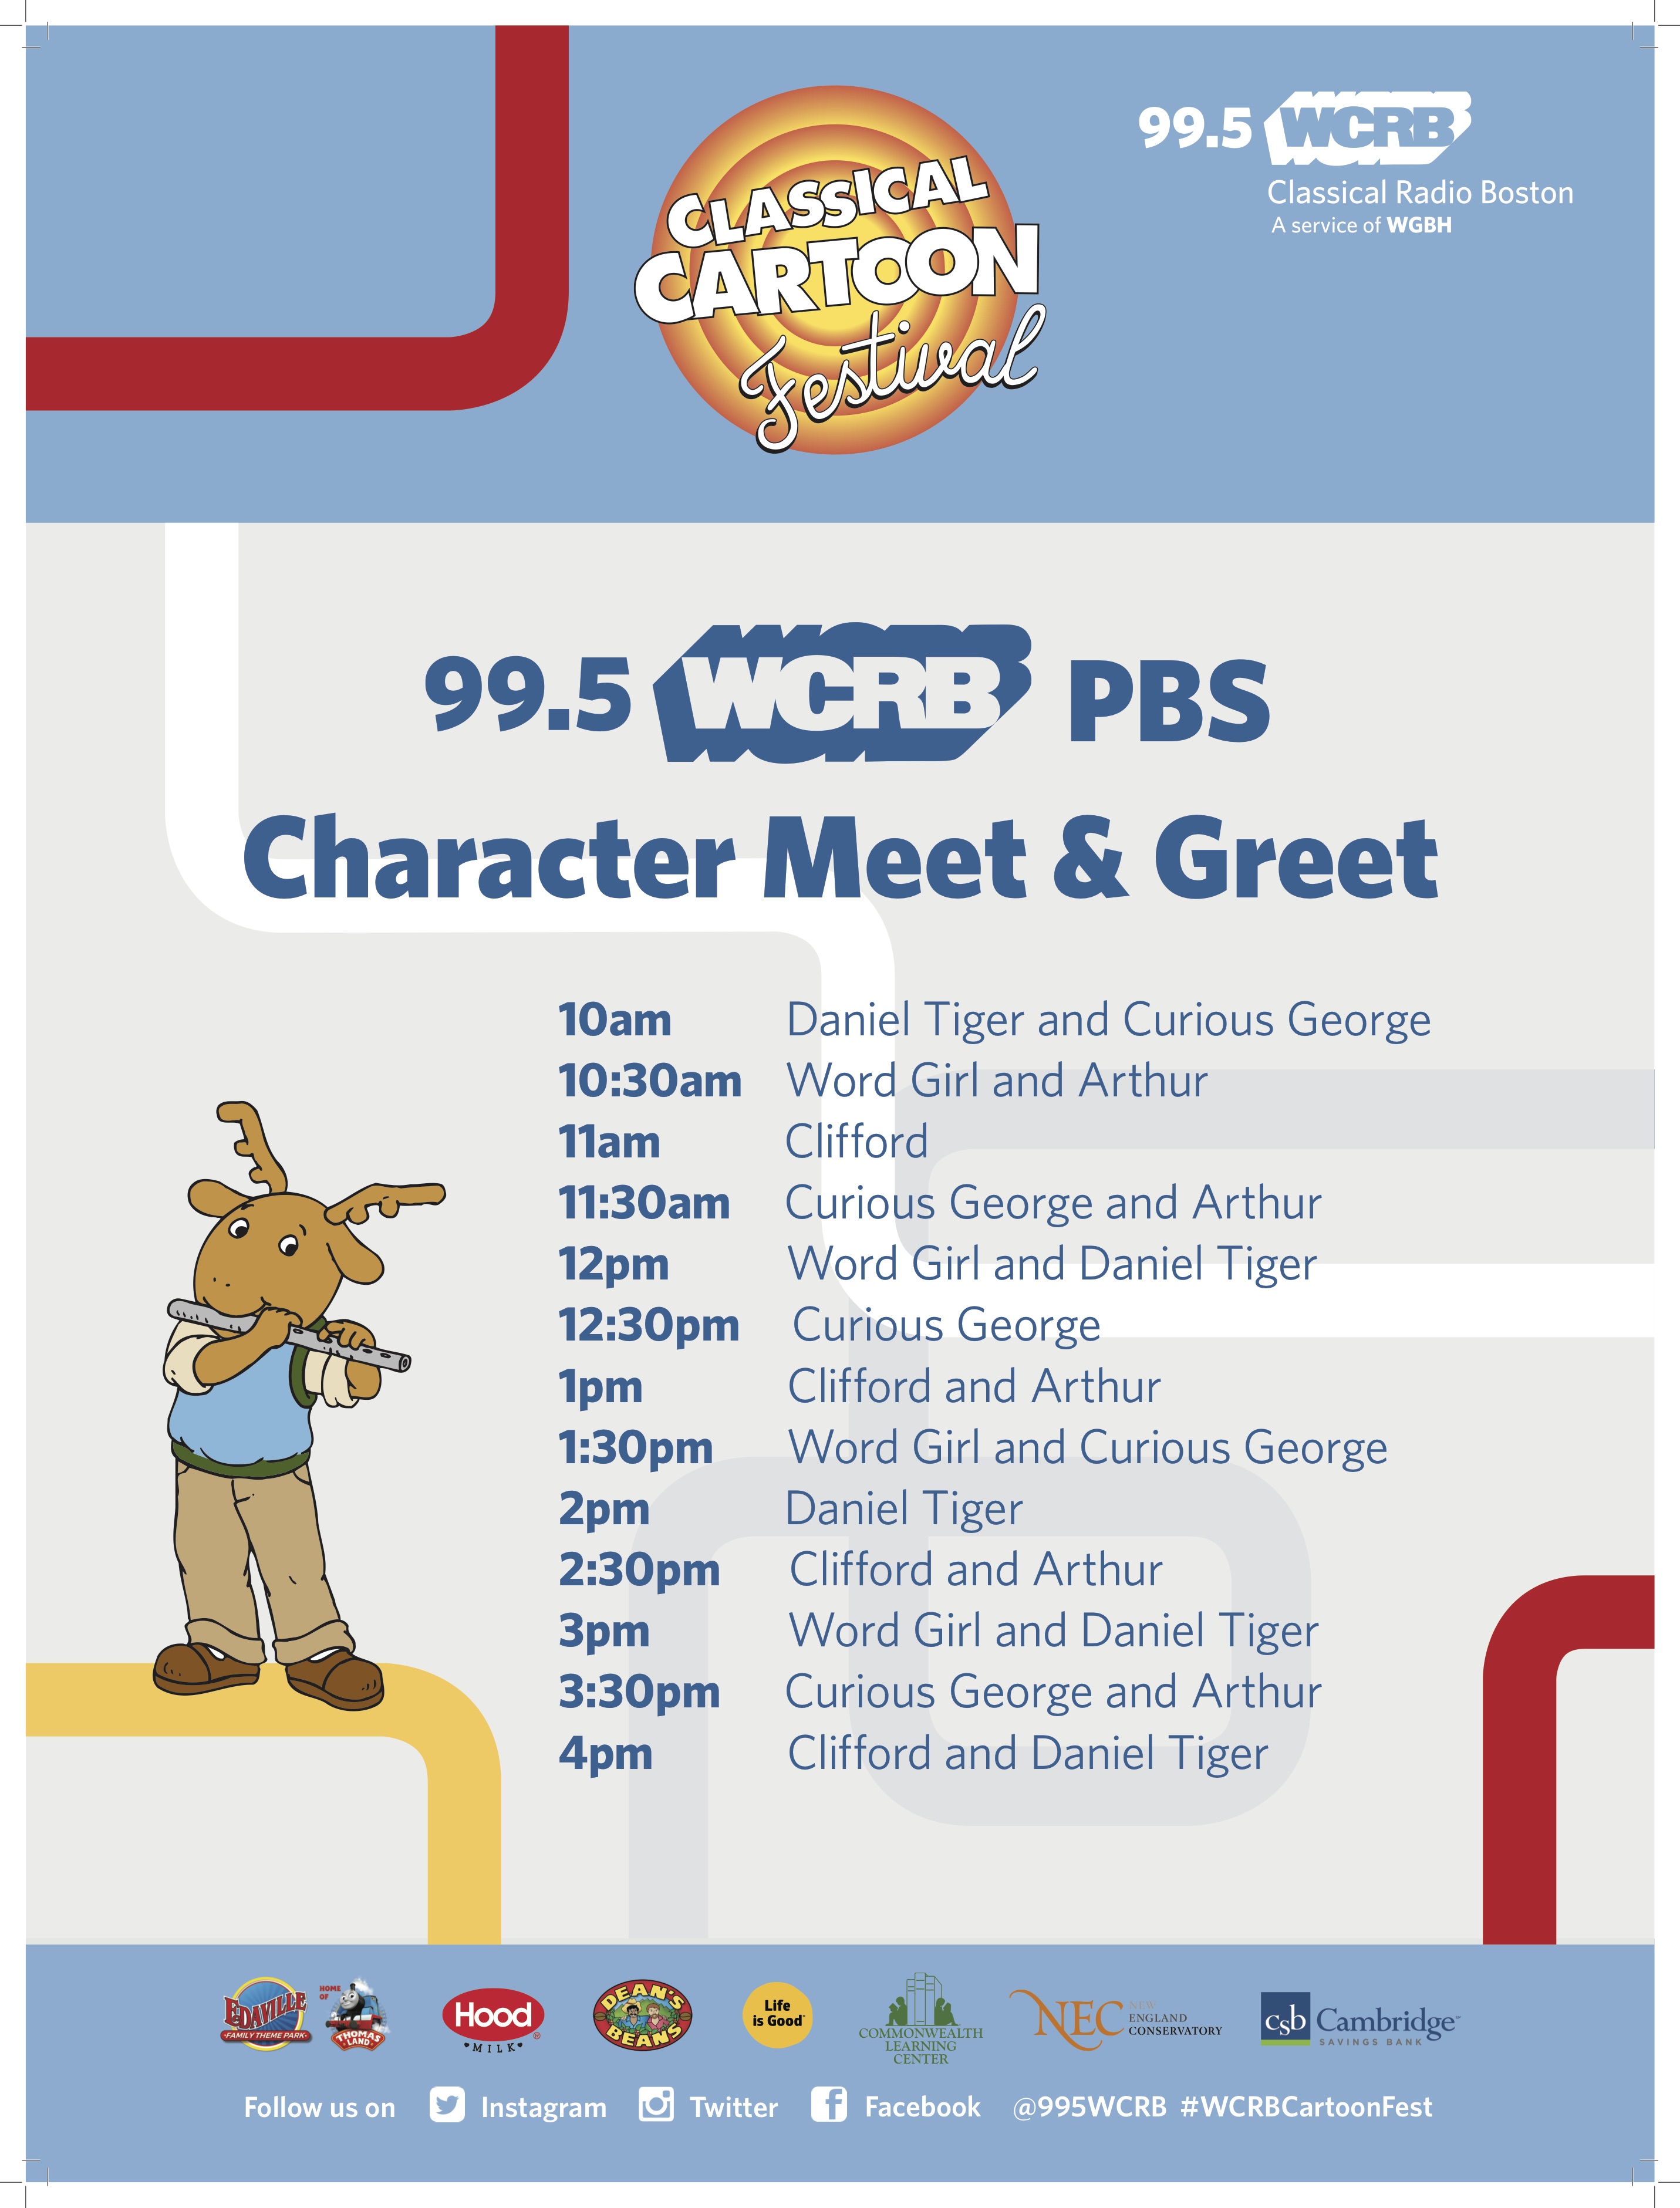 CLASSICAL
CARTOON
Festival
99.5 WCRB
Classical Radio Boston
A service of WGBH
99.5 WCRB PBS
Character Meet & Greet
10am Daniel Tiger and Curious George
10:30am Word Girl and Arthur
11am Clifford
11:30am Curious George and Arthur
12pm Word Girl and Daniel Tiger
12:30pm Curious George
1pm Clifford and Arthur
1:30pm Word Girl and Curious George
2pm Daniel Tiger
2:30pm Clifford and Arthur
3pm Word Girl and Daniel Tiger
3:30pm Curious George and Arthur
4pm Clifford and Daniel Tiger
EDAVILLE
FAMILY THEME PARK
HOME
OF
THOMAS
LAND
Hood
MILK
DEAN'S
BEANS
Life
is Good
COMMONWEALTH
LEARNING
CENTER
NEC
NEW
ENGLAND
CONSERVATORY
csb Cambridge
SAVINGS BANK
Follow us on Instagram Twitter Facebook @995WCRB #WCRBCartoonFest